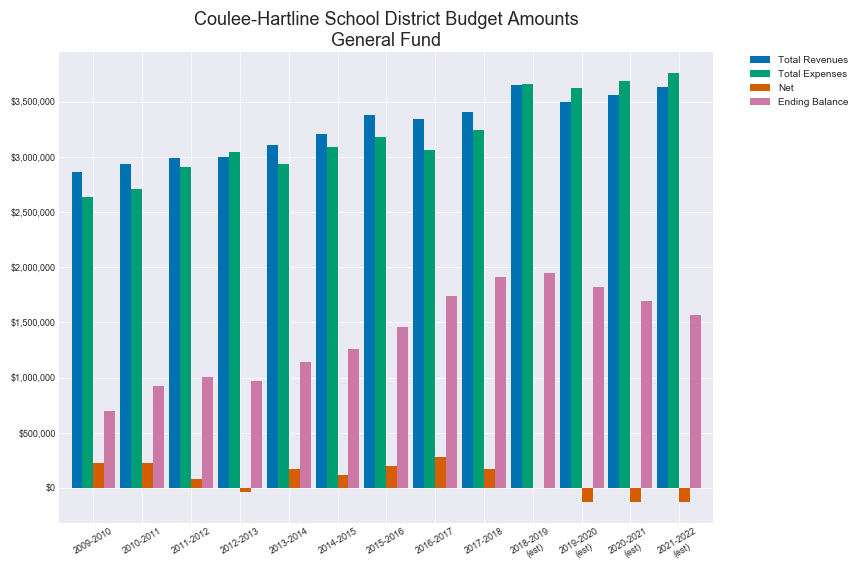 Coulee-Hartline School District Budget Amounts
General Fund
Total Revenues
Total Expenses
Net
Ending Balance
$3,500,000
$3,000,000
$2,500,000
$2,000,000
$1,500,000
$1,000,000
$500,000
$0
2009-2010
2010-2011
2011-2012
2012-2013
2013-2014
2014-2015
2015-2016
2016-2017
2017-2018
2018-2019
(est)
2019-2020
(est)
2020-2021
(est)
2021-2022
(est)